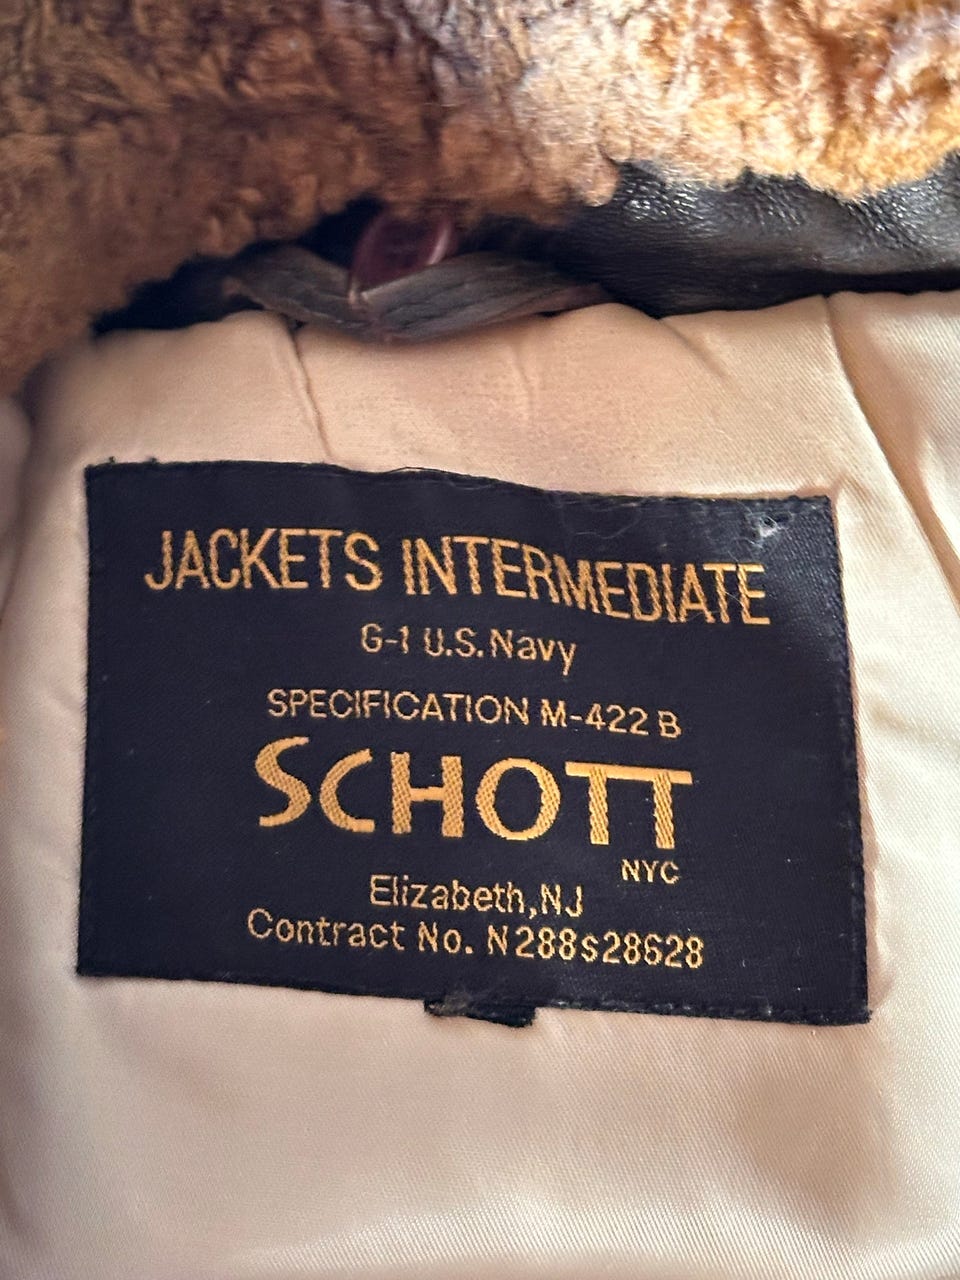 JACKETS INTERMEDIATE
G-1 U.S.Navy
SPECIFICATION M-422 B
SCHOTT
NYC
Elizabeth,NJ
Contract No. N288s28628